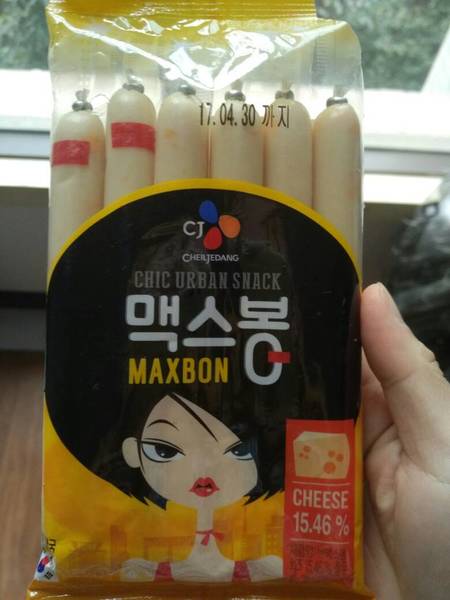 17.04.30 까지
CJ
CHEILJEDANG
CHIC URBAN SNACK
맥스봉
MAXBON
CHEESE
15.46 %